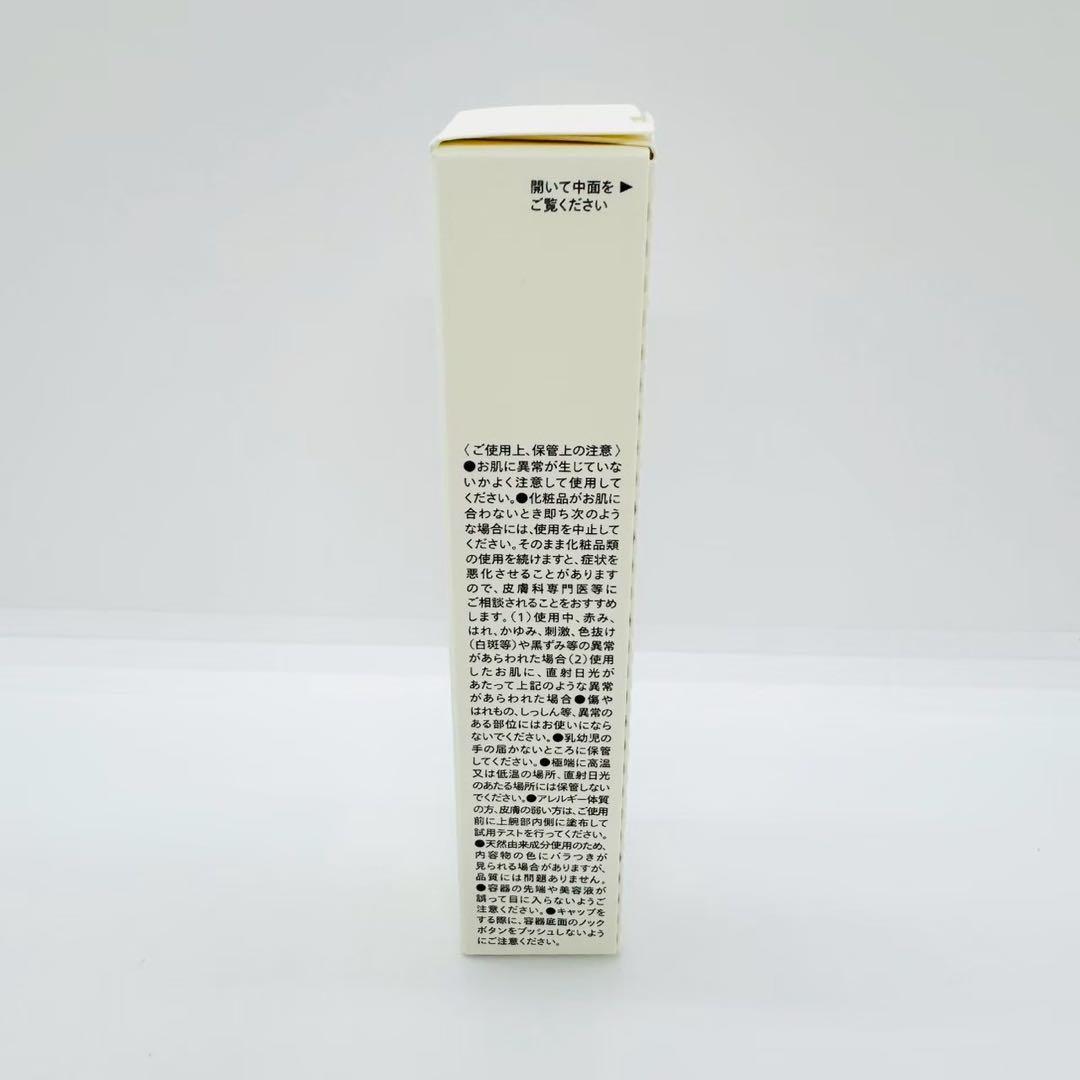 開いて中面を ▶
ご覧ください
〈ご使用上、保管上の注意〉
●お肌に異常が生じていな
いかよく注意して使用して
ください。●化粧品がお肌に
合わないとき即ち次のよう
な場合には、使用を中止して
ください。そのまま化粧品類
の使用を続けますと、症状を
悪化させることがあります
ので、皮膚科専門医等に
ご相談されることをおすすめ
します。(1)使用中、赤み、
はれ、かゆみ、刺激、色抜け
(白斑等)や黒ずみ等の異常
があらわれた場合(2)使用
したお肌に、直射日光が
あたって上記のような異常
があらわれた場合●傷や
はれもの、しっしん等、異常の
ある部位にはお使いになら
ないでください。●乳幼児の
手の届かないところに保管
してください。●極端に高温
又は低温の場所、直射日光
のあたる場所には保管しない
でください。●アレルギー体質
の方、皮膚の弱い方は、ご使用
前に上腕部内側に塗布して
試用テストを行ってください。
●天然由来成分使用のため、
内容物の色にバラつきが
見られる場合がありますが、
品質には問題ありません。
●容器の先端や美容液が
誤って目に入らないようご
注意ください。●キャップを
する際に、容器底面のノック
ボタンをプッシュしないよう
にご注意ください。